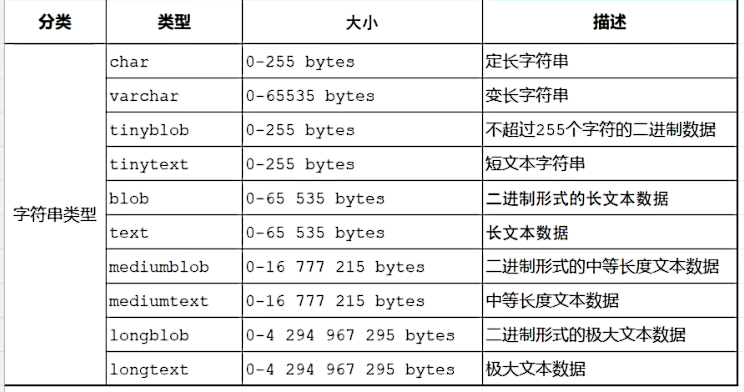 分类 类型 大小 描述
字符串类型
char 0-255 bytes 定长字符串
varchar 0-65535 bytes 变长字符串
tinyblob 0-255 bytes 不超过255个字符的二进制数据
tinytext 0-255 bytes 短文本字符串
blob 0-65 535 bytes 二进制形式的长文本数据
text 0-65 535 bytes 长文本数据
mediumblob 0-16 777 215 bytes 二进制形式的中等长度文本数据
mediumtext 0-16 777 215 bytes 中等长度文本数据
longblob 0-4 294 967 295 bytes 二进制形式的极大文本数据
longtext 0-4 294 967 295 bytes 极大文本数据